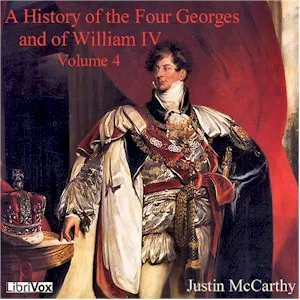 A History of the Four Georges
and of William IV
Volume 4
LibriVox
Justin McCarthy